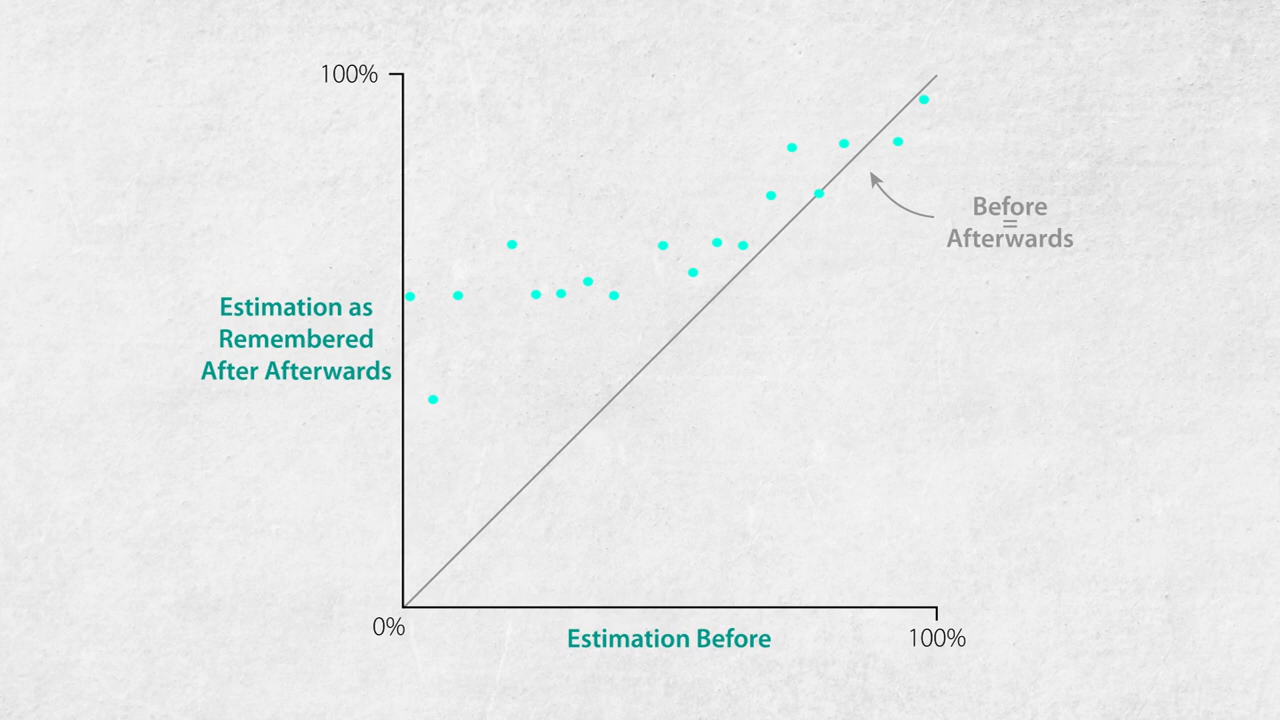 100%
Before
=
Afterwards
Estimation as
Remembered
After Afterwards
0%
Estimation Before
100%